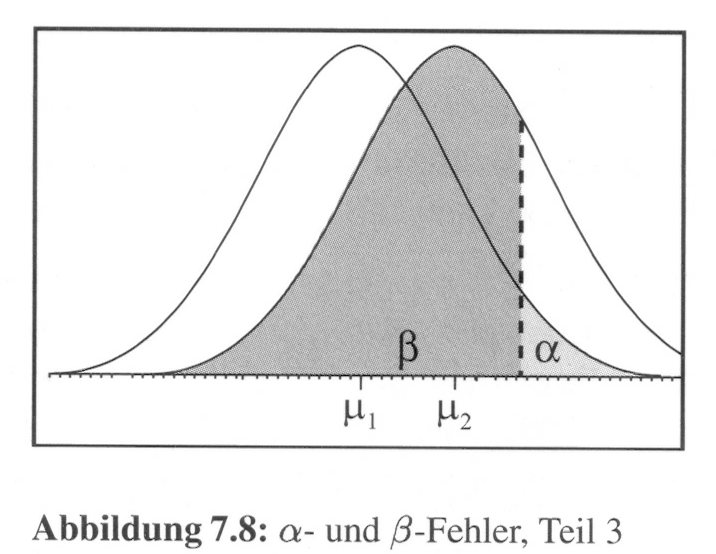 β α
μ₁ μ₂
Abbildung 7.8: α- und β-Fehler, Teil 3